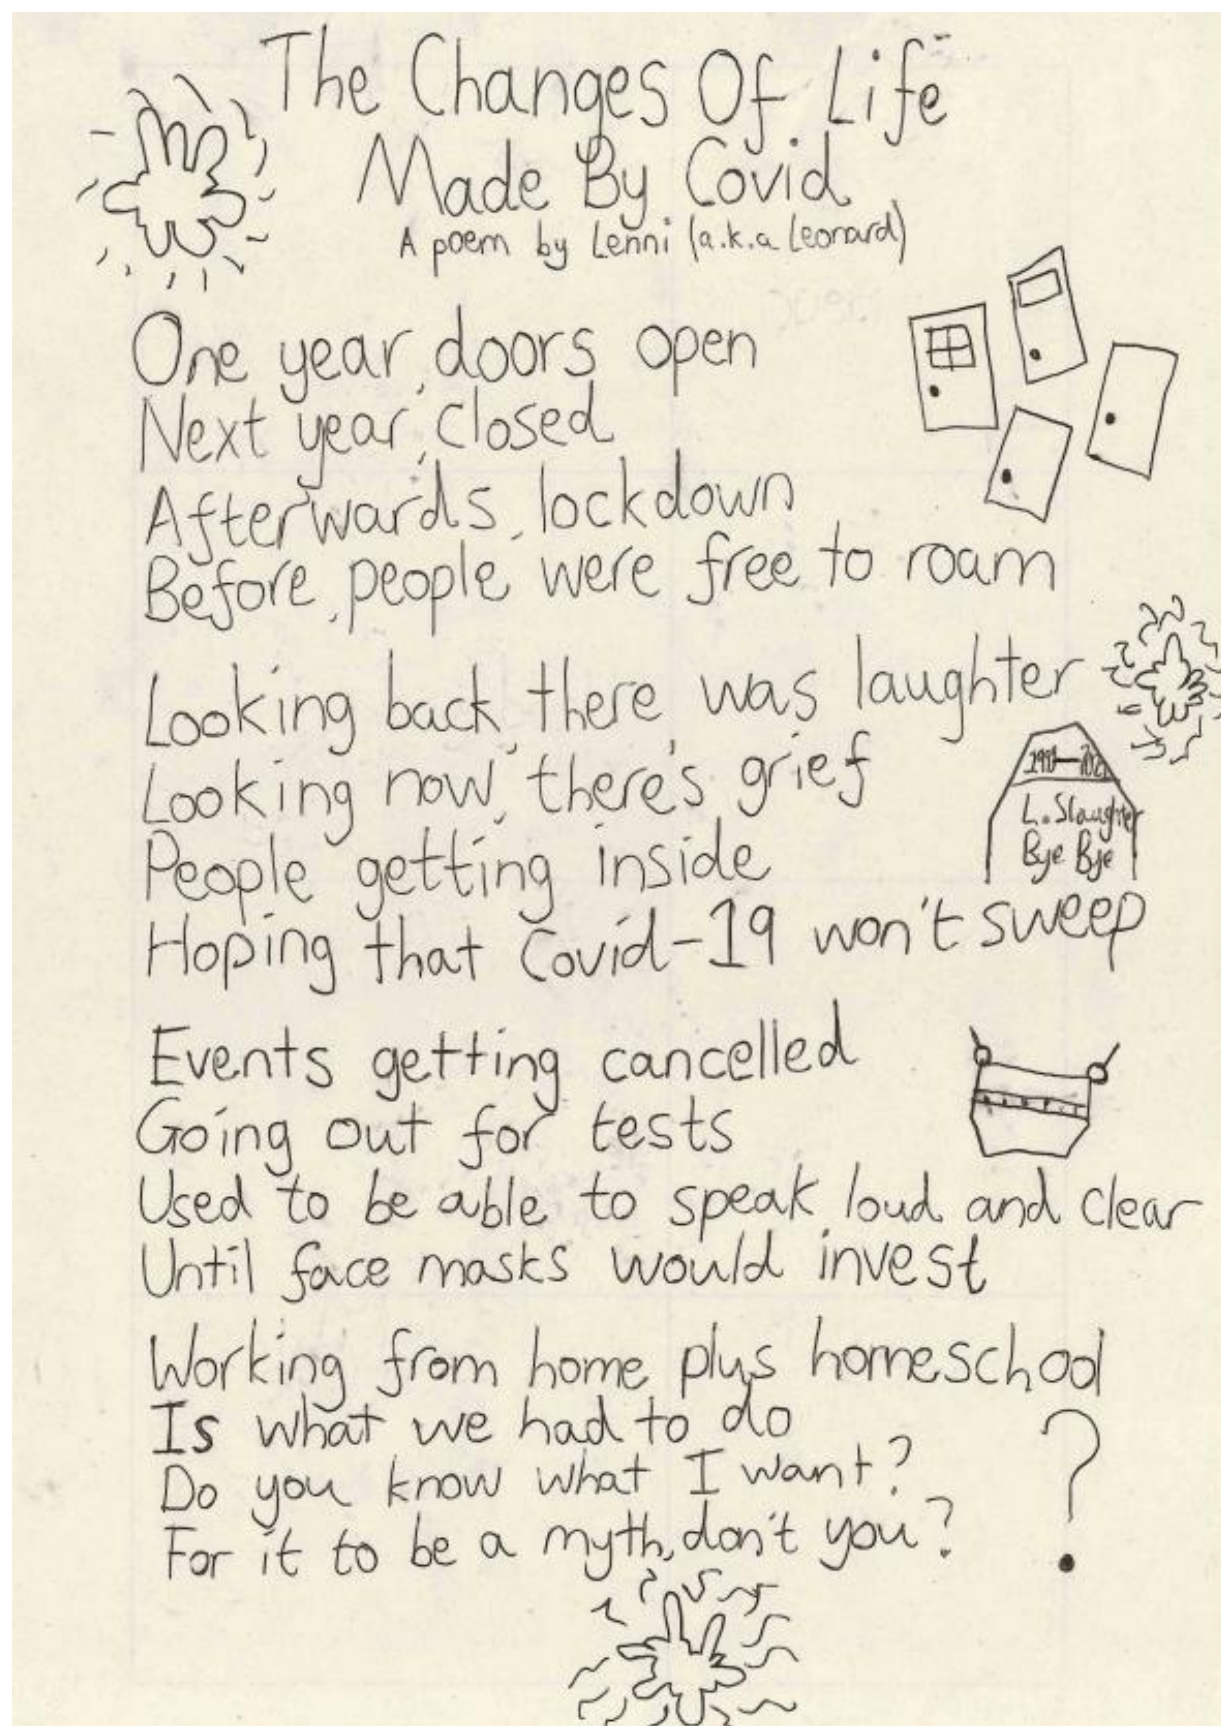 The Changes Of Life
Made By Covid
A poem by Lenni (a.k.a Leonard)
One year, doors open
Next year, closed
Afterwards, lockdown
Before, people were free to roam
Looking back, there was laughter
Looking now, there's grief
L. Slaughter
Bye Bye
People getting inside
Hoping that Covid-19 won't sweep
Events getting cancelled
Going out for tests
Used to be able to speak loud and clear
Until face masks would invest
Working from home plus homeschool
Is what we had to do
Do you know what I want?
For it to be a myth, don't you?
?